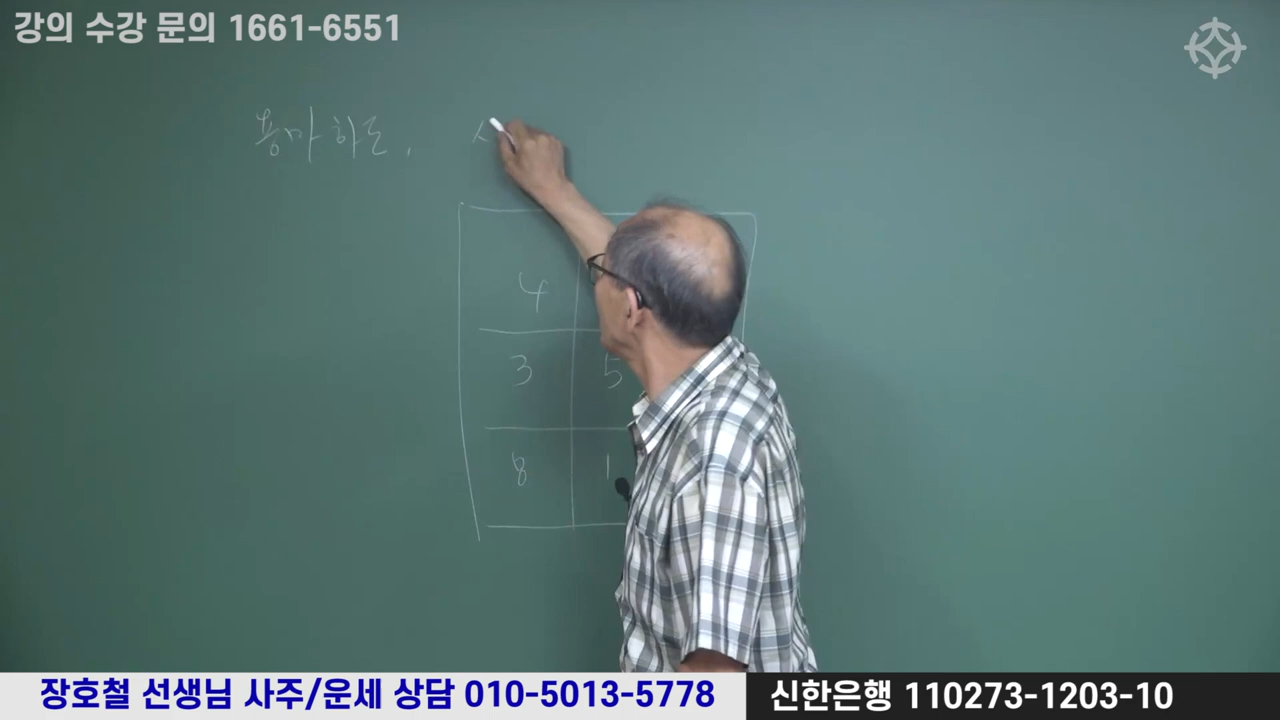 강의 수강 문의 1661-6551
용마하도,
4
3 5
8 1
장호철 선생님 사주/운세 상담 010-5013-5778
신한은행 110273-1203-10